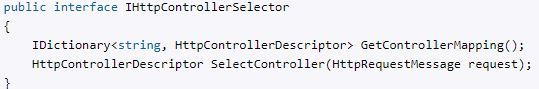 public interface IHttpControllerSelector
{
    IDictionary<string, HttpControllerDescriptor> GetControllerMapping();
    HttpControllerDescriptor SelectController(HttpRequestMessage request);
}